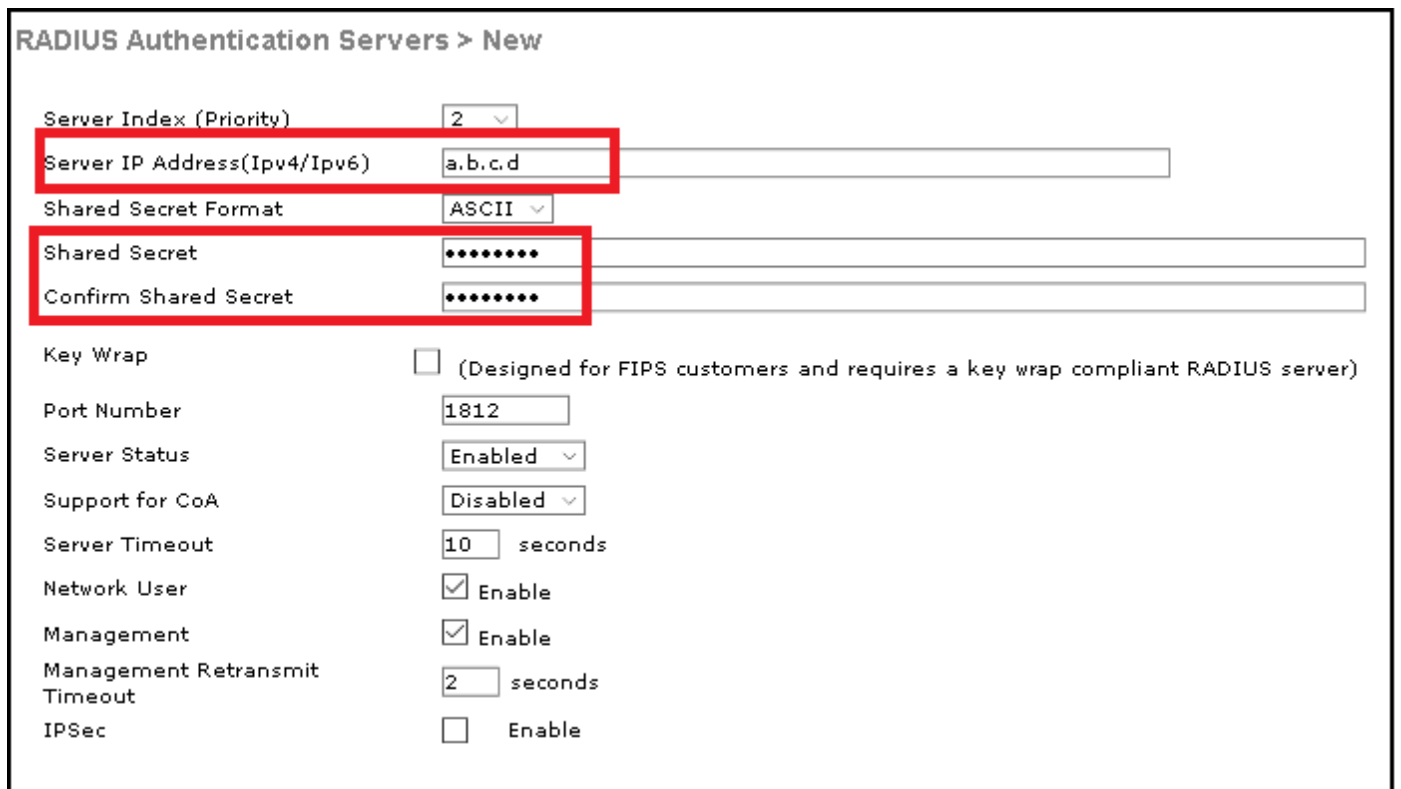 RADIUS Authentication Servers > New
Server Index (Priority) 2
Server IP Address(Ipv4/Ipv6) a.b.c.d
Shared Secret Format ASCII
Shared Secret ••••••••
Confirm Shared Secret ••••••••
Key Wrap (Designed for FIPS customers and requires a key wrap compliant RADIUS server)
Port Number 1812
Server Status Enabled
Support for CoA Disabled
Server Timeout 10 seconds
Network User Enable
Management Enable
Management Retransmit
Timeout 2 seconds
IPSec Enable